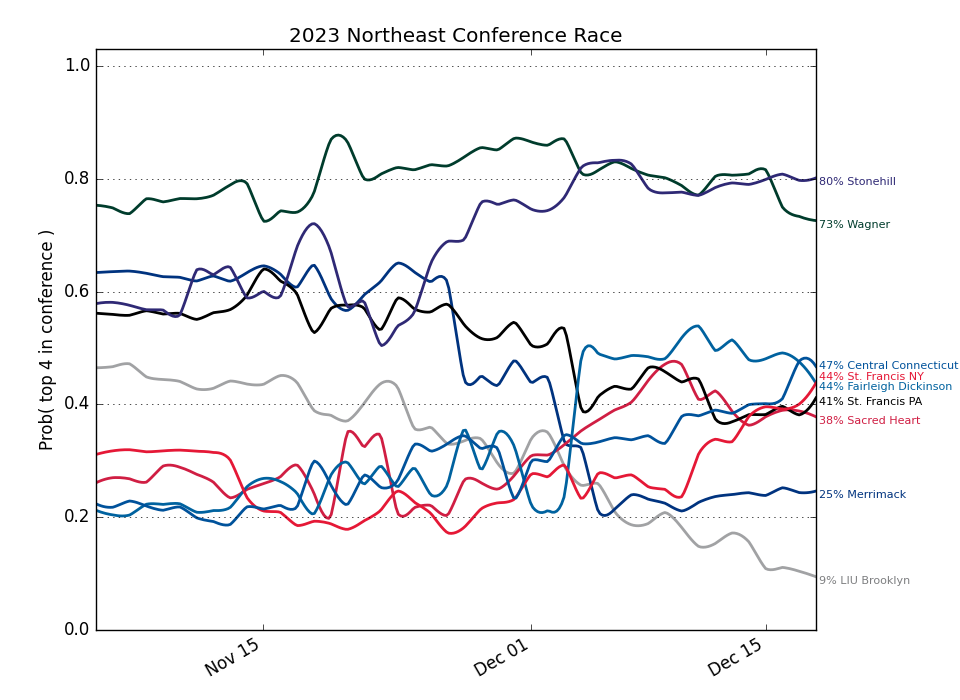 2023 Northeast Conference Race
Prob( top 4 in conference )
1.0
0.8
0.6
0.4
0.2
0.0
Nov 15
Dec 01
Dec 15
80% Stonehill
73% Wagner
47% Central Connecticut
44% St. Francis NY
44% Fairleigh Dickinson
41% St. Francis PA
38% Sacred Heart
25% Merrimack
9% LIU Brooklyn